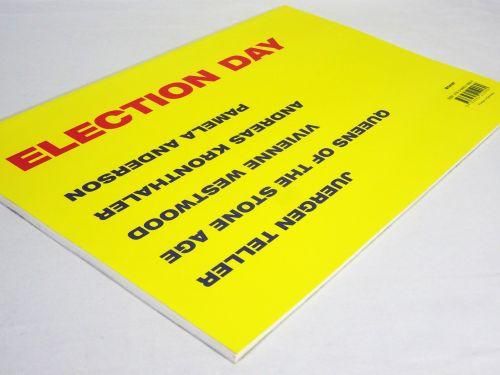 ELECTION DAY
PAMELA ANDERSON
ANDREAS KRONTHALER
VIVIENNE WESTWOOD
QUEENS OF THE STONE AGE
JUERGEN TELLER